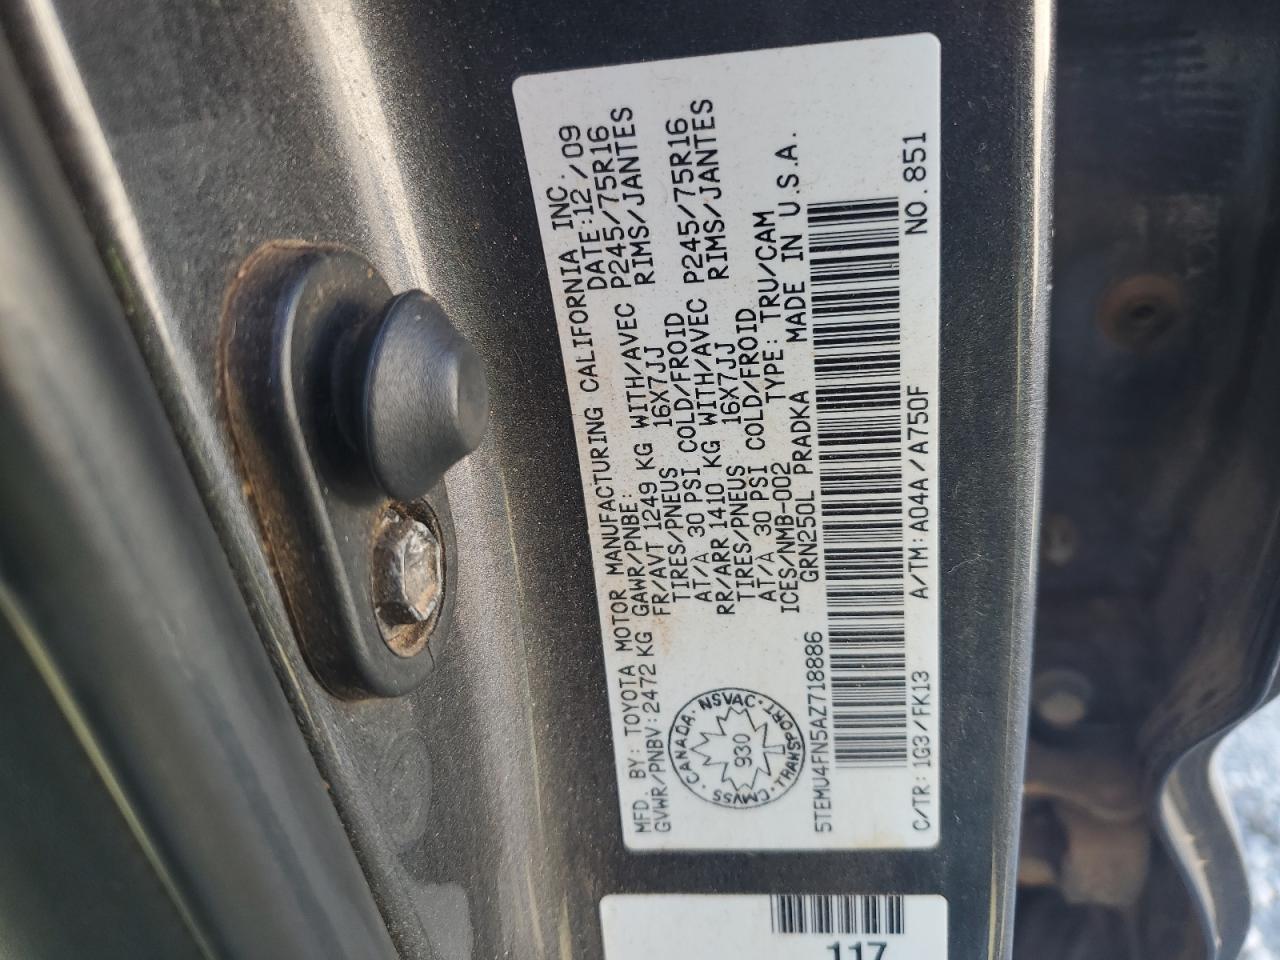 MFD. BY: TOYOTA MOTOR MANUFACTURING CALIFORNIA INC.
GVWR/PNBV: 2472 KG GAWR/PNBE: DATE: 12 / 09
FR/AVT 1249 KG WITH/AVEC P245/75R16
TIRES/PNEUS 16X7JJ RIMS/JANTES
AT/A 30 PSI COLD/FROID
RR/ARR 1410 KG WITH/AVEC P245/75R16
TIRES/PNEUS 16X7JJ RIMS/JANTES
AT/A 30 PSI COLD/FROID
ICES/NMB-002 TYPE: TRU/CAM
GRN250L PRADKA MADE IN U.S.A.
CANADA · NSVAC · TRANSPORT · CMVSS ·
930
5TEMU4FN5AZ718886
C/TR: 1G3/FK13 A/TM: A04A/A750F NO. 851
117